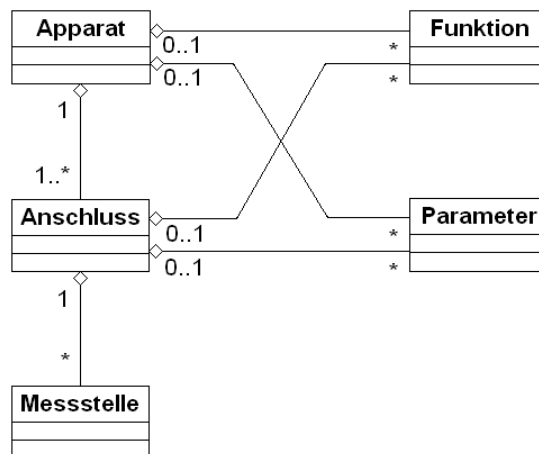 Apparat
Funktion
0..1
*
0..1
*
1
1..*
Anschluss
Parameter
0..1
*
0..1
*
1
*
Messstelle